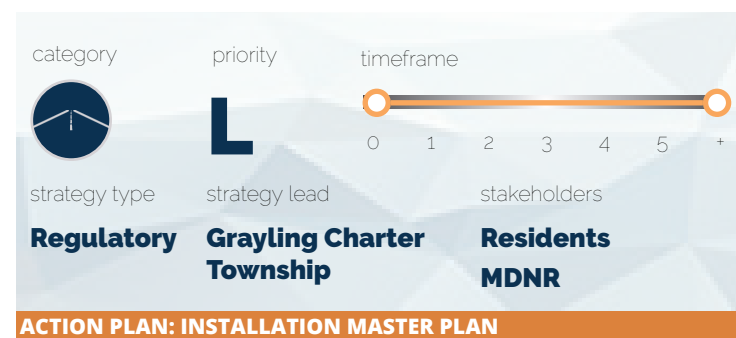 category priority timeframe
L
0 1 2 3 4 5 +
strategy type strategy lead stakeholders
Regulatory Grayling Charter Residents
Township MDNR
ACTION PLAN: INSTALLATION MASTER PLAN